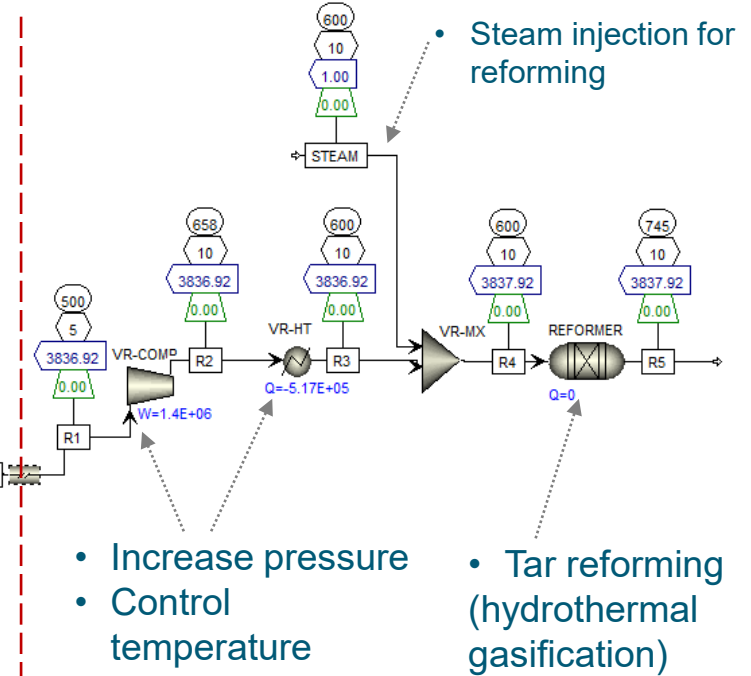 600
10
1.00
0.00
STEAM
• Steam injection for
reforming
500
5
3836.92
0.00
R1
VR-COMP
W=1.4E+06
658
10
3836.92
0.00
R2
VR-HT
Q=-5.17E+05
600
10
3836.92
0.00
R3
VR-MX
600
10
3837.92
0.00
R4
REFORMER
Q=0
745
10
3837.92
0.00
R5
• Increase pressure
• Control
temperature
• Tar reforming
(hydrothermal
gasification)